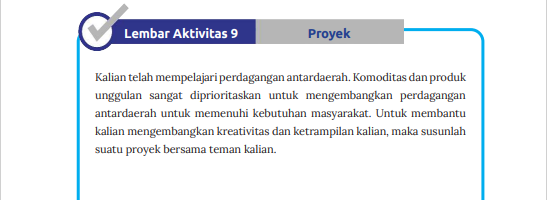 Lembar Aktivitas 9 Proyek
Kalian telah mempelajari perdagangan antardaerah. Komoditas dan produk
unggulan sangat diprioritaskan untuk mengembangkan perdagangan
antardaerah untuk memenuhi kebutuhan masyarakat. Untuk membantu
kalian mengembangkan kreativitas dan ketrampilan kalian, maka susunlah
suatu proyek bersama teman kalian.